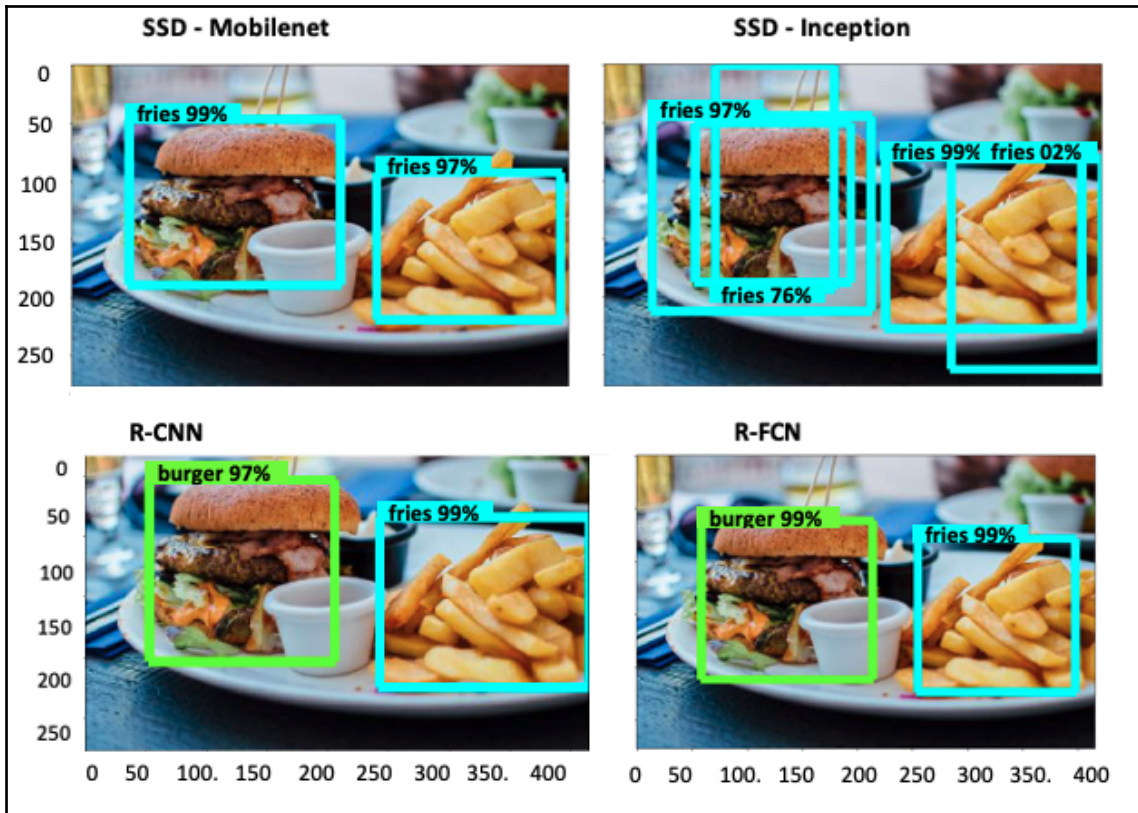 SSD - Mobilenet
SSD - Inception
0
50
100
150
200
250
fries 99%
fries 97%
fries 97%
fries 76%
fries 99%
fries 02%
R-CNN
R-FCN
0
50
100
150
200
250
burger 97%
fries 99%
burger 99%
fries 99%
0 50 100. 150 200 250 300 350. 400
0 50 100. 150 200 250 300 350. 400